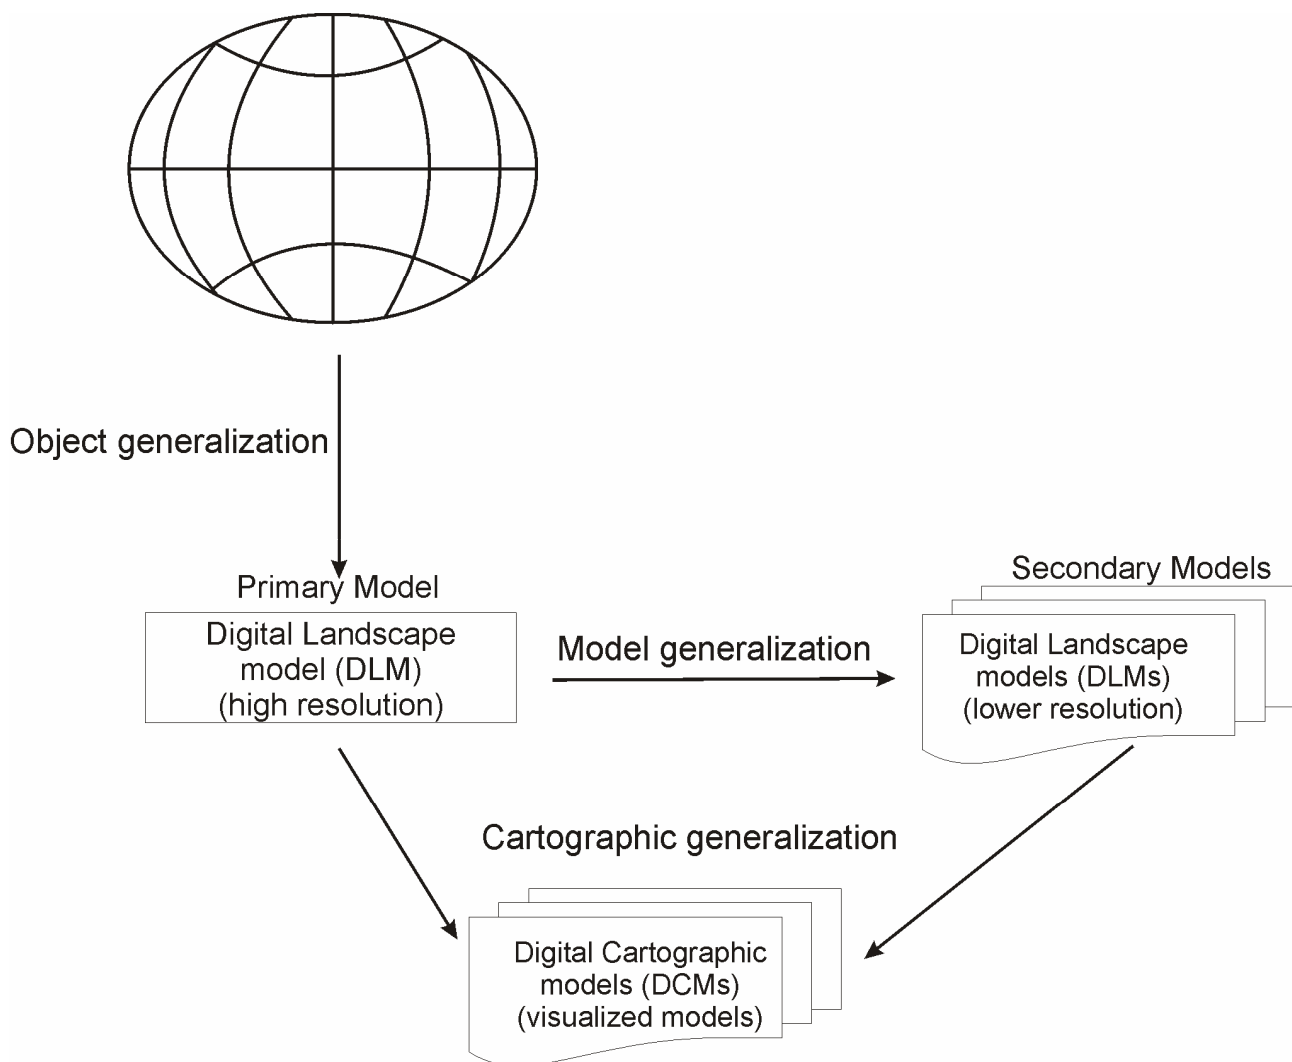 Object generalization
Primary Model
Digital Landscape
model (DLM)
(high resolution)
Model generalization
Secondary Models
Digital Landscape
models (DLMs)
(lower resolution)
Cartographic generalization
Digital Cartographic
models (DCMs)
(visualized models)